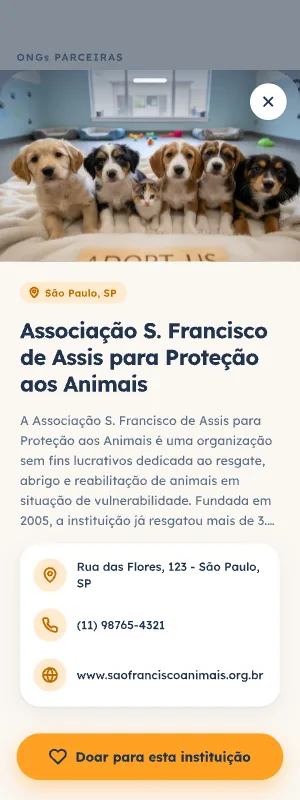 ONGs PARCEIRAS
ADOPT US
São Paulo, SP
Associação S. Francisco
de Assis para Proteção
aos Animais
A Associação S. Francisco de Assis para
Proteção aos Animais é uma organização
sem fins lucrativos dedicada ao resgate,
abrigo e reabilitação de animais em
situação de vulnerabilidade. Fundada em
2005, a instituição já resgatou mais de 3....
Rua das Flores, 123 - São Paulo,
SP
(11) 98765-4321
www.saofranciscoanimais.org.br
Doar para esta instituição